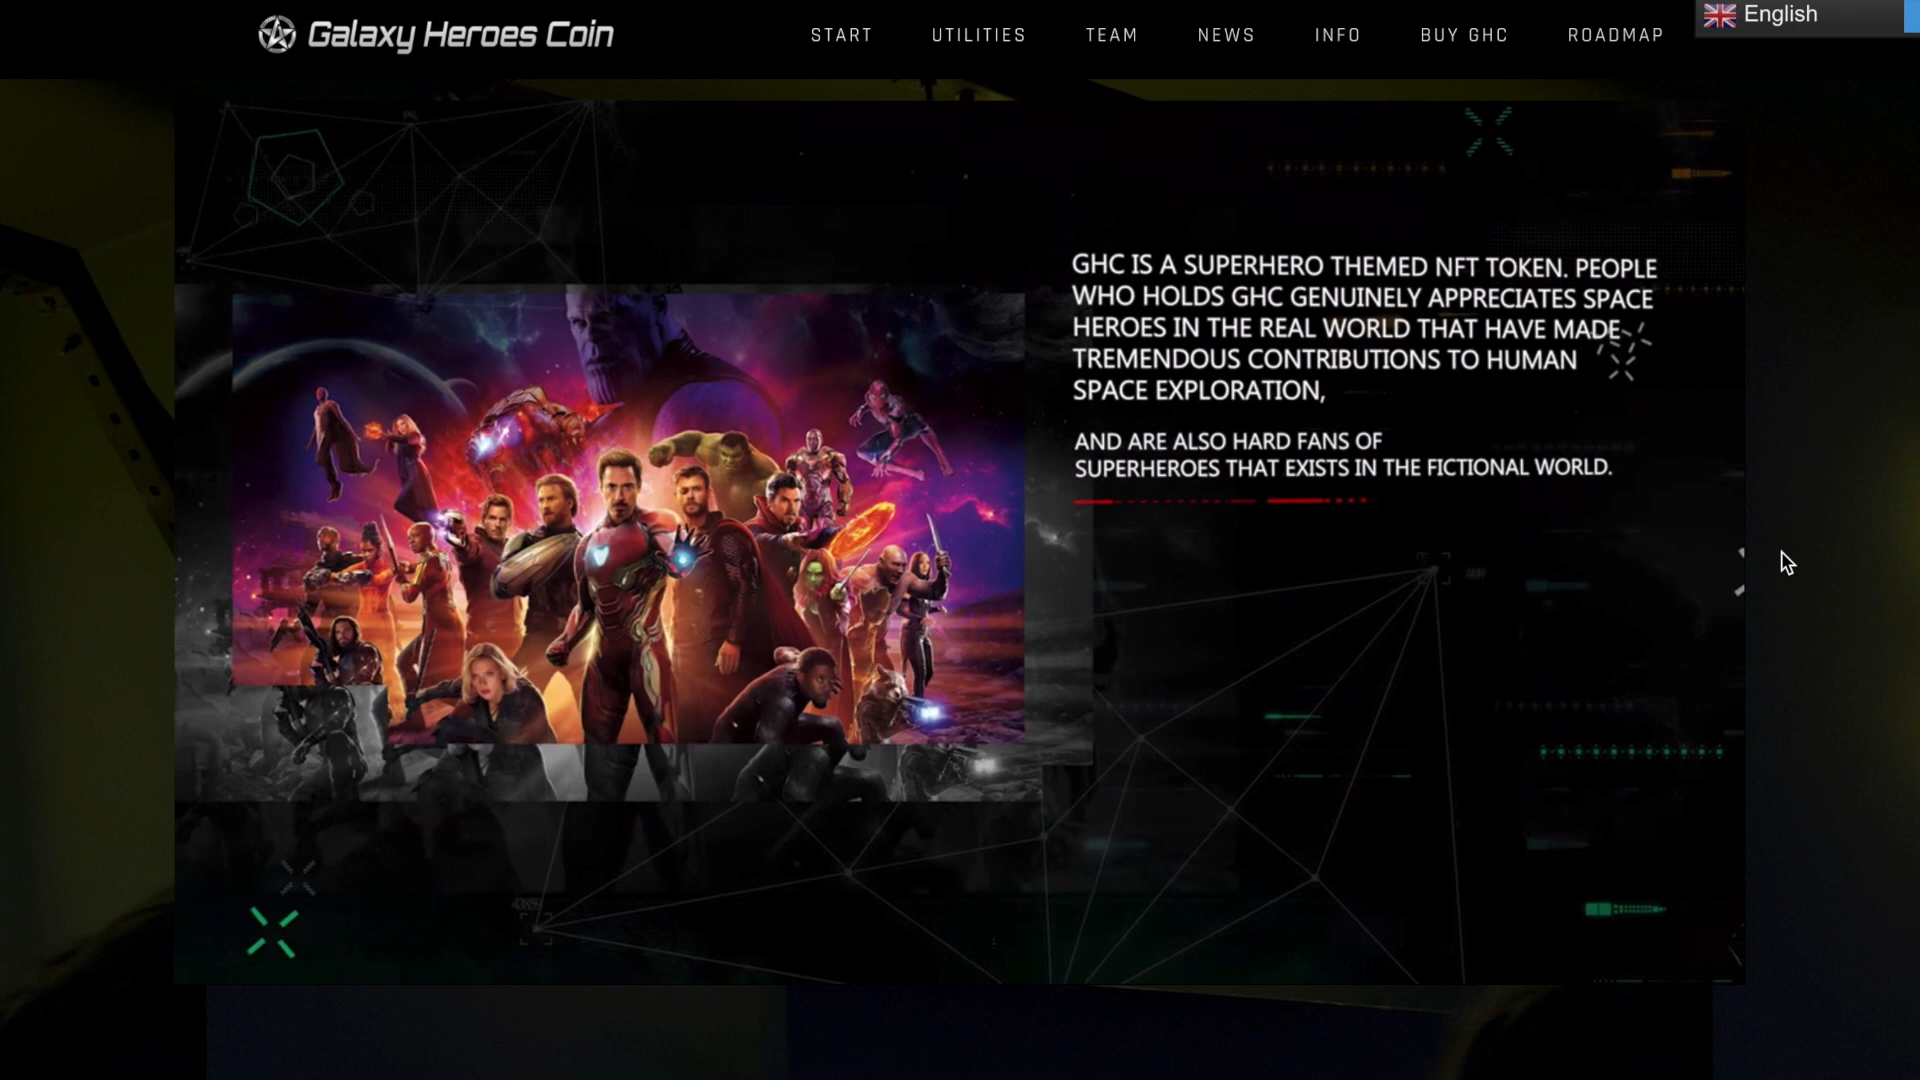 Galaxy Heroes Coin
START
UTILITIES
TEAM
NEWS
INFO
BUY GHC
ROADMAP
English
GHC IS A SUPERHERO THEMED NFT TOKEN. PEOPLE
WHO HOLDS GHC GENUINELY APPRECIATES SPACE
HEROES IN THE REAL WORLD THAT HAVE MADE
TREMENDOUS CONTRIBUTIONS TO HUMAN
SPACE EXPLORATION,
AND ARE ALSO HARD FANS OF
SUPERHEROES THAT EXISTS IN THE FICTIONAL WORLD.